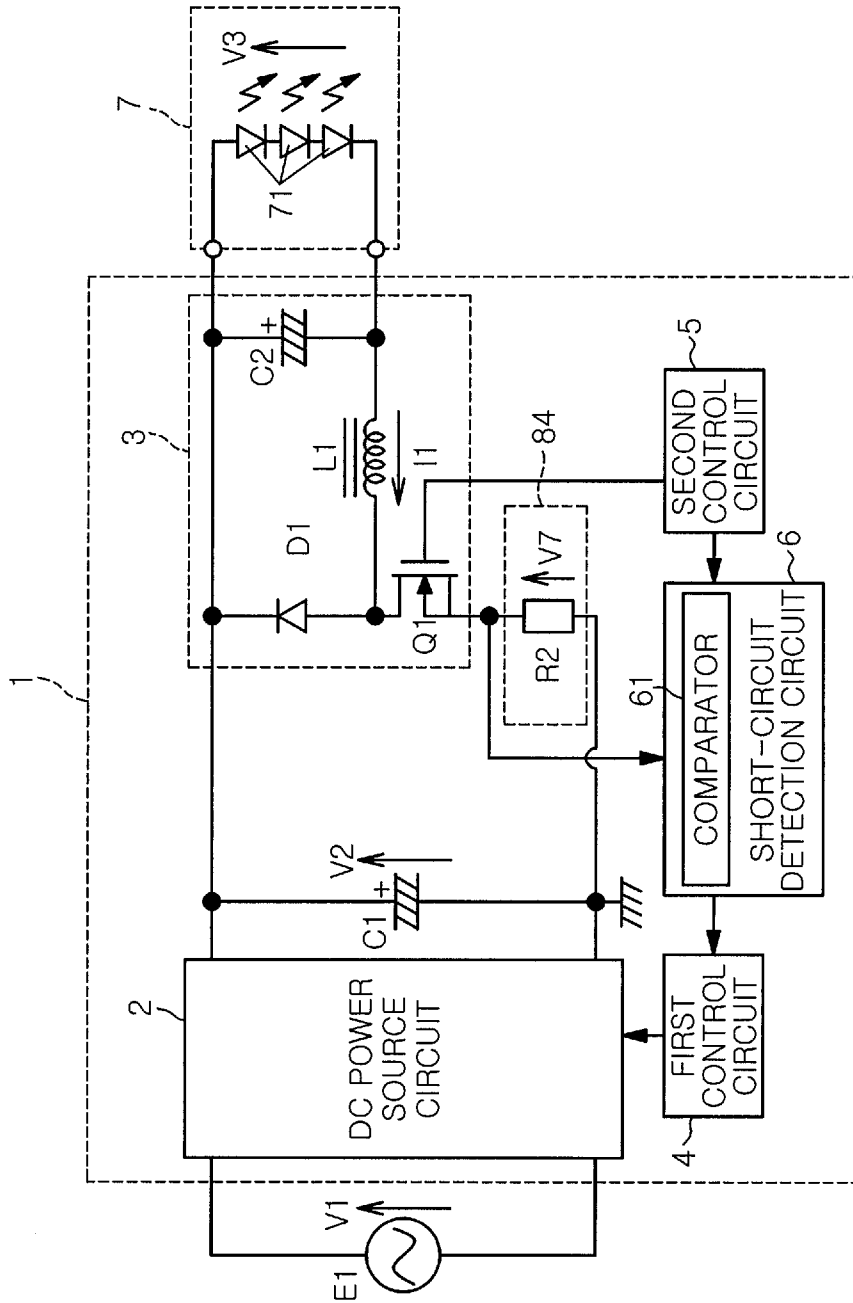 1
E1
V1
2
DC POWER
SOURCE
CIRCUIT
C1
+
V2
3
D1
L1
I1
Q1
C2
+
7
71
V3
84
R2
V7
4
FIRST
CONTROL
CIRCUIT
61
COMPARATOR
SHORT-CIRCUIT
DETECTION CIRCUIT
6
SECOND
CONTROL
CIRCUIT
5